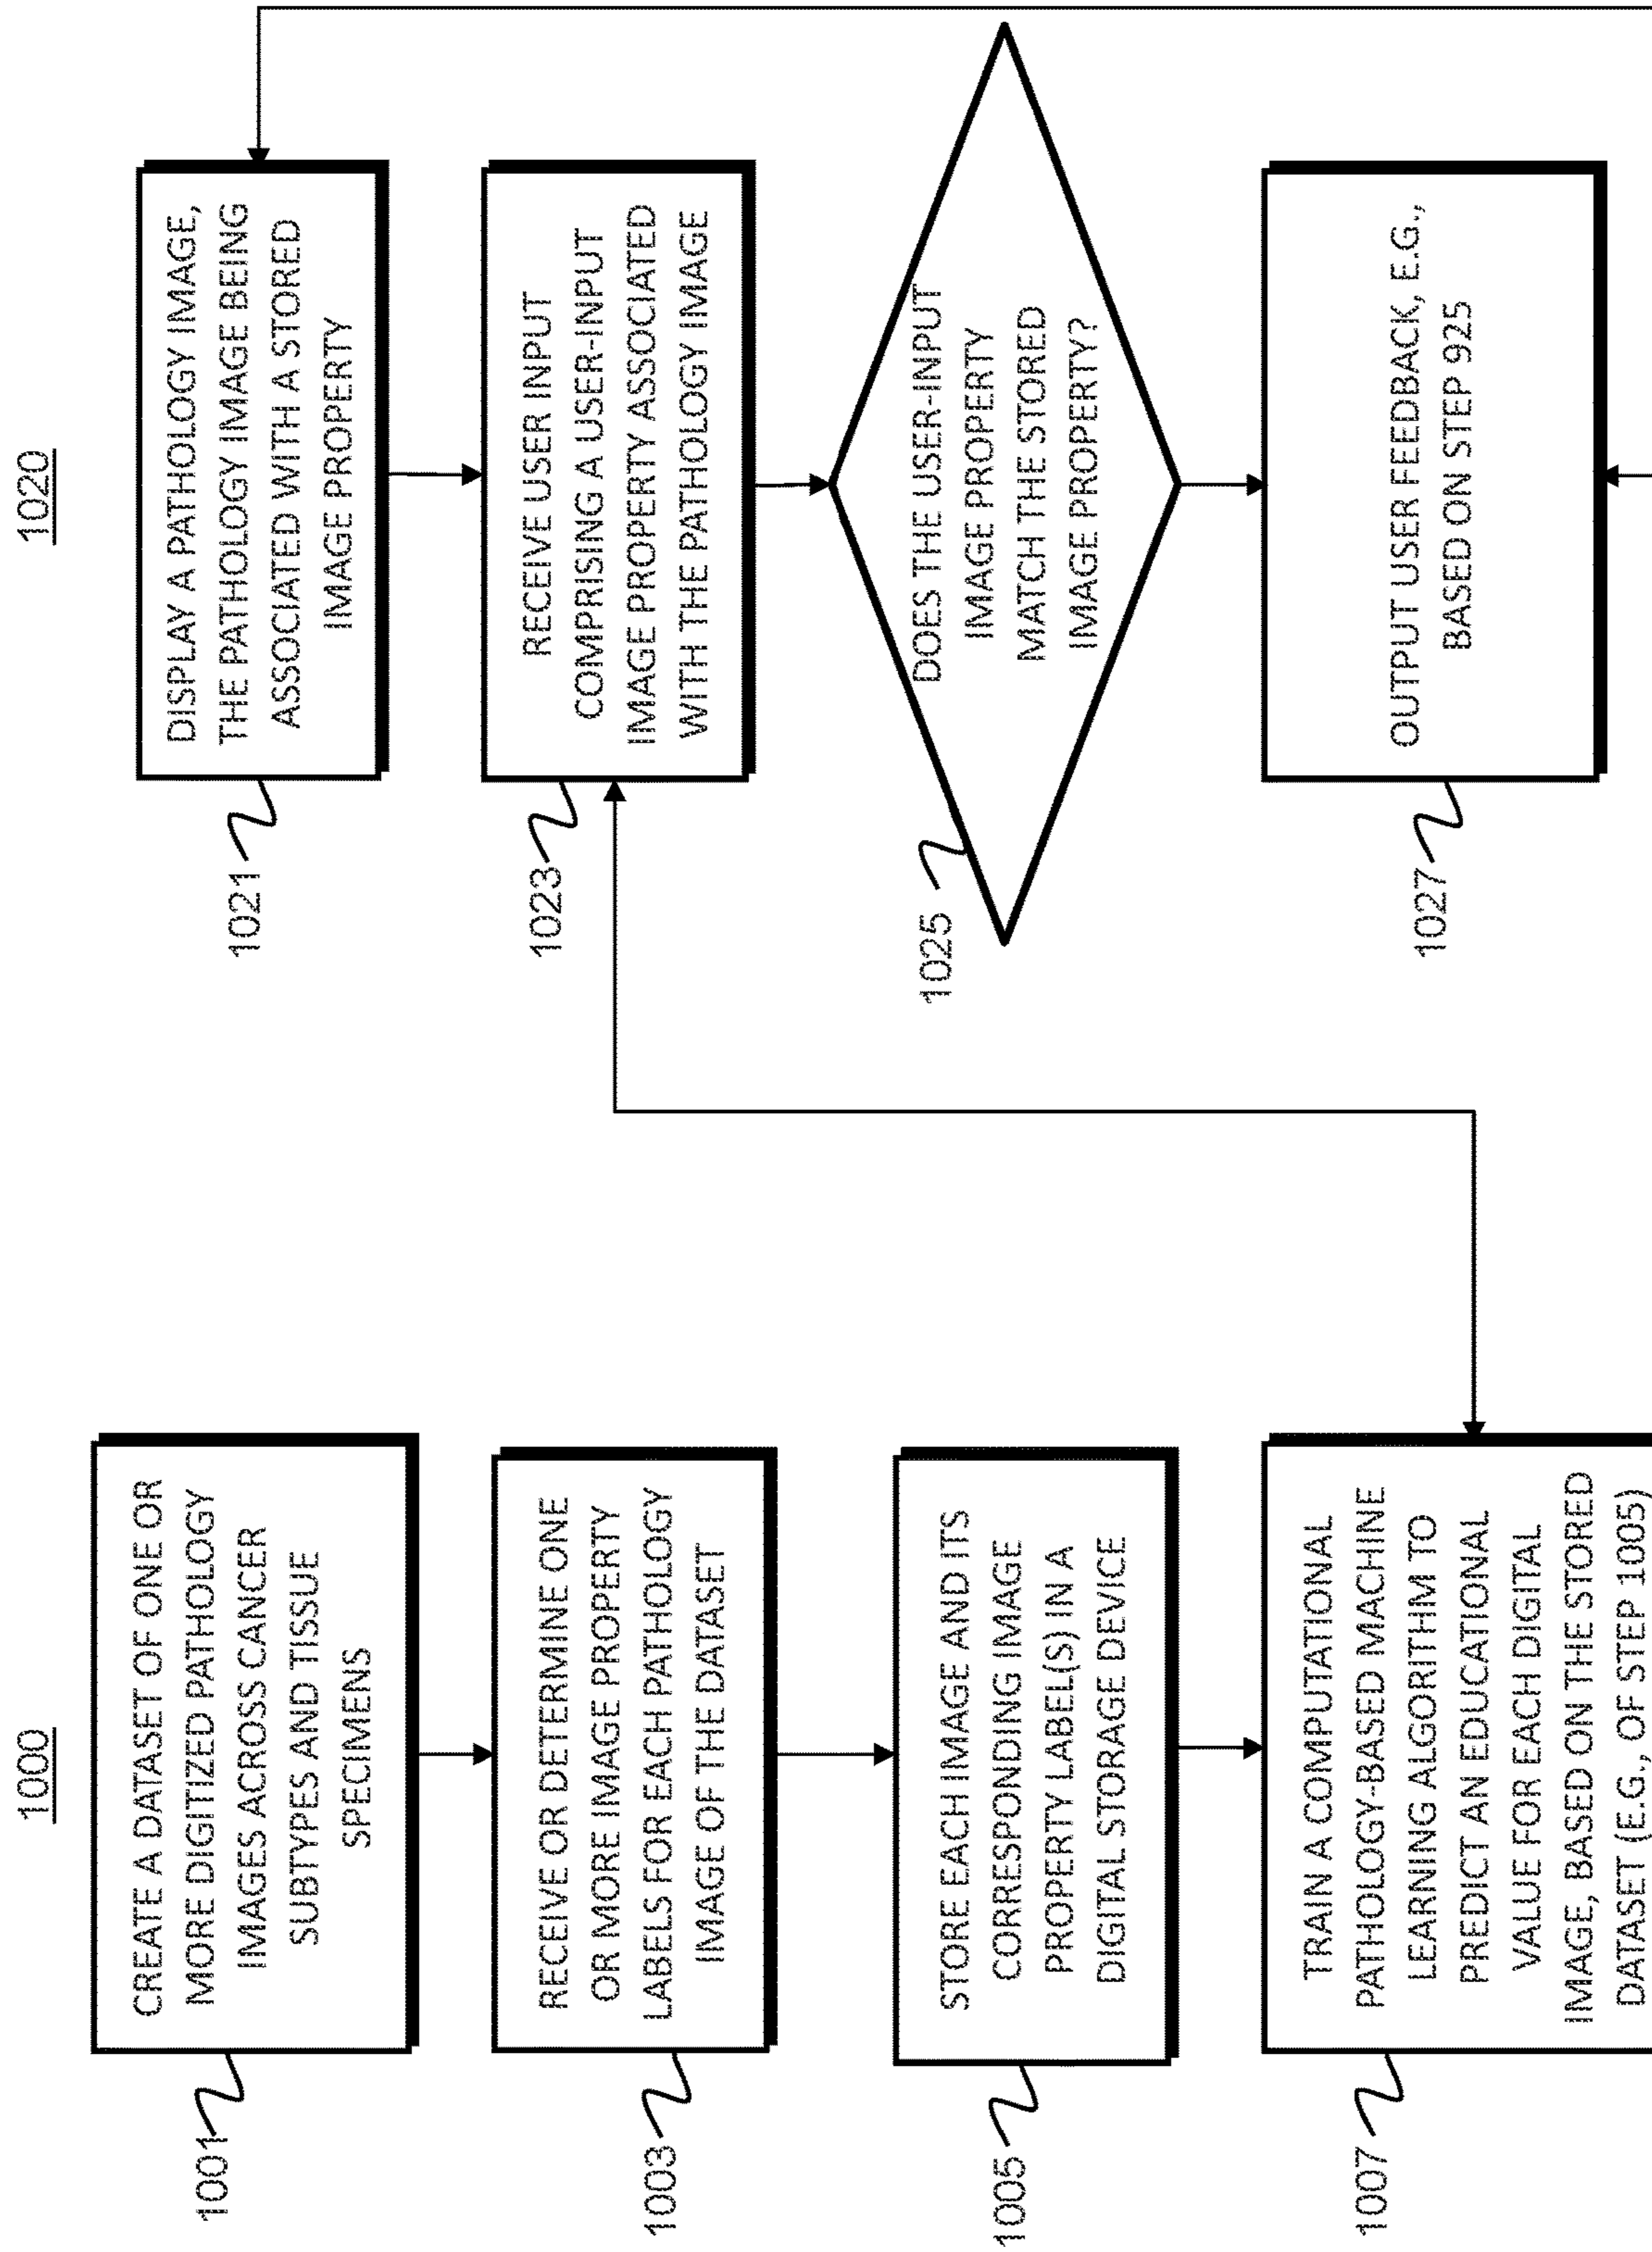 1000
CREATE A DATASET OF ONE OR
MORE DIGITIZED PATHOLOGY
IMAGES ACROSS CANCER
SUBTYPES AND TISSUE
SPECIMENS
1001
RECEIVE OR DETERMINE ONE
OR MORE IMAGE PROPERTY
LABELS FOR EACH PATHOLOGY
IMAGE OF THE DATASET
1003
STORE EACH IMAGE AND ITS
CORRESPONDING IMAGE
PROPERTY LABEL(S) IN A
DIGITAL STORAGE DEVICE
1005
TRAIN A COMPUTATIONAL
PATHOLOGY-BASED MACHINE
LEARNING ALGORITHM TO
PREDICT AN EDUCATIONAL
VALUE FOR EACH DIGITAL
IMAGE, BASED ON THE STORED
DATASET (E.G., OF STEP 1005)
1007
1020
DISPLAY A PATHOLOGY IMAGE,
THE PATHOLOGY IMAGE BEING
ASSOCIATED WITH A STORED
IMAGE PROPERTY
1021
RECEIVE USER INPUT
COMPRISING A USER-INPUT
IMAGE PROPERTY ASSOCIATED
WITH THE PATHOLOGY IMAGE
1023
DOES THE USER-INPUT
IMAGE PROPERTY
MATCH THE STORED
IMAGE PROPERTY?
1025
OUTPUT USER FEEDBACK, E.G.,
BASED ON STEP 925
1027